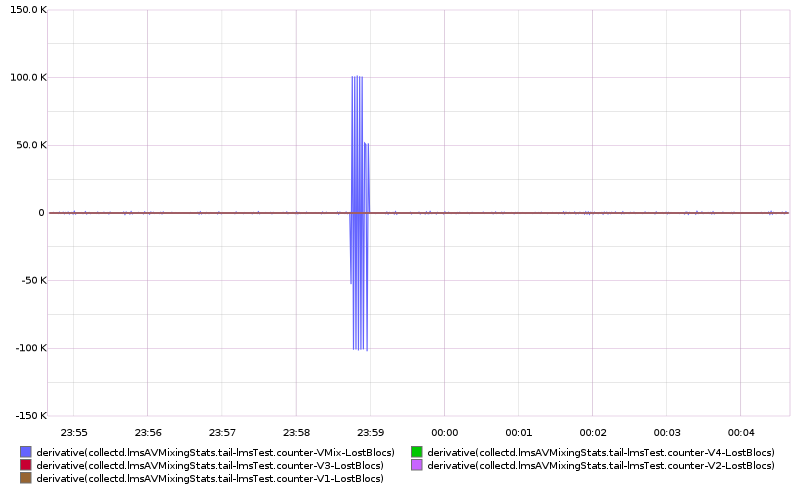 150.0 K
100.0 K
50.0 K
0
-50 K
-100 K
-150 K
23:55 23:56 23:57 23:58 23:59 00:00 00:01 00:02 00:03 00:04
derivative(collectd.lmsAVMixingStats.tail-lmsTest.counter-VMix-LostBlocs) derivative(collectd.lmsAVMixingStats.tail-lmsTest.counter-V4-LostBlocs)
derivative(collectd.lmsAVMixingStats.tail-lmsTest.counter-V3-LostBlocs) derivative(collectd.lmsAVMixingStats.tail-lmsTest.counter-V2-LostBlocs)
derivative(collectd.lmsAVMixingStats.tail-lmsTest.counter-V1-LostBlocs)